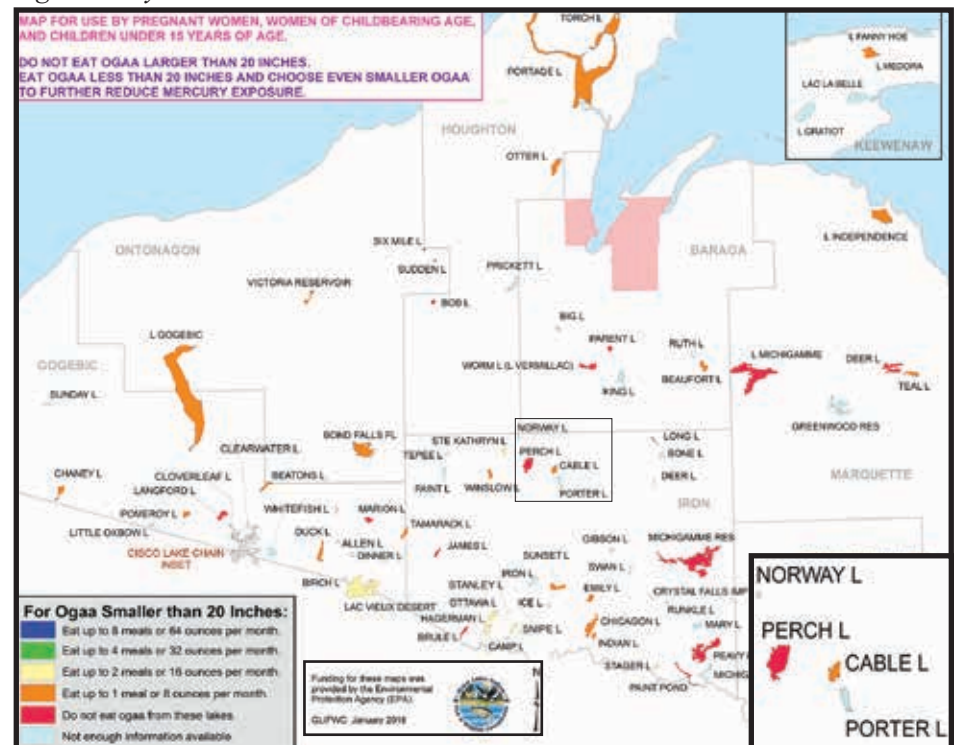 MAP FOR USE BY PREGNANT WOMEN, WOMEN OF CHILDBEARING AGE,
AND CHILDREN UNDER 15 YEARS OF AGE.
DO NOT EAT OGAA LARGER THAN 20 INCHES.
EAT OGAA LESS THAN 20 INCHES AND CHOOSE EVEN SMALLER OGAA
TO FURTHER REDUCE MERCURY EXPOSURE.
TORCH L
PORTAGE L
HOUGHTON
OTTER L
L FANNY HOE
L MEDORA
LAC LA BELLE
L GRATIOT
KEEWENAW
L INDEPENDENCE
ONTONAGON
SIX MILE L
SUDDEN L
PRICKETT L
BARAGA
VICTORIA RESERVOIR
BOB L
BIG L
L GOGEBIC
PARENT L
RUTH L
L MICHIGAMME
DEER L
GOGEBIC
WORM L (L VERMILLAC)
BEAUFORT L
TEAL L
SUNDAY L
KING L
GREENWOOD RES
NORWAY L
BOND FALLS FL
STE KATHRYN L
LONG L
CLEARWATER L
TEPEE L
PERCH L
CABLE L
BONE L
CHANEY L
CLOVERLEAF L
BEATONS L
DEER L
MARQUETTE
LANGFORD L
PAINT L
WINSLOW L
PORTER L
IRON
POMEROY L
WHITEFISH L
MARION L
LITTLE OXBOW L
DUCK L
TAMARACK L
CISCO LAKE CHAIN
INSET
ALLEN L
DINNER L
JAMES L
GIBSON L
MICHIGAMME RES
SUNSET L
BIRCH L
IRON L
SWAN L
STANLEY L
EMILY L
CRYSTAL FALLS IMP
LAC VIEUX DESERT
OTTAWA L
ICE L
RUNKLE L
HAGERMAN L
SNIPE L
CHICAGON L
MARY L
BRULE L
CAMP L
INDIAN L
PEAVY
STAGER L
MICHIG
PAINT POND
NORWAY L
PERCH L
CABLE L
PORTER L
For Ogaa Smaller than 20 Inches:
Eat up to 8 meals or 64 ounces per month.
Eat up to 4 meals or 32 ounces per month.
Eat up to 2 meals or 16 ounces per month.
Eat up to 1 meal or 8 ounces per month.
Do not eat ogaa from these lakes.
Not enough information available
Funding for these maps was
provided by the Environmental
Protection Agency (EPA).
GLIFWC January 2016
N